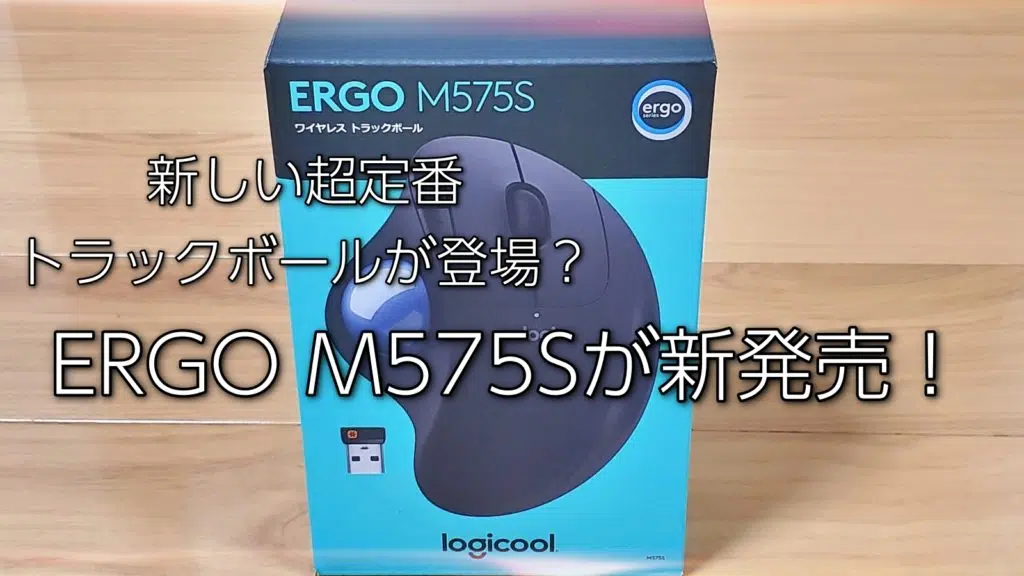 ERGO M575S
ワイヤレス トラックボール
ergo
series
新しい超定番
トラックボールが登場？
ERGO M575Sが新発売！
logi
logicool
M575S